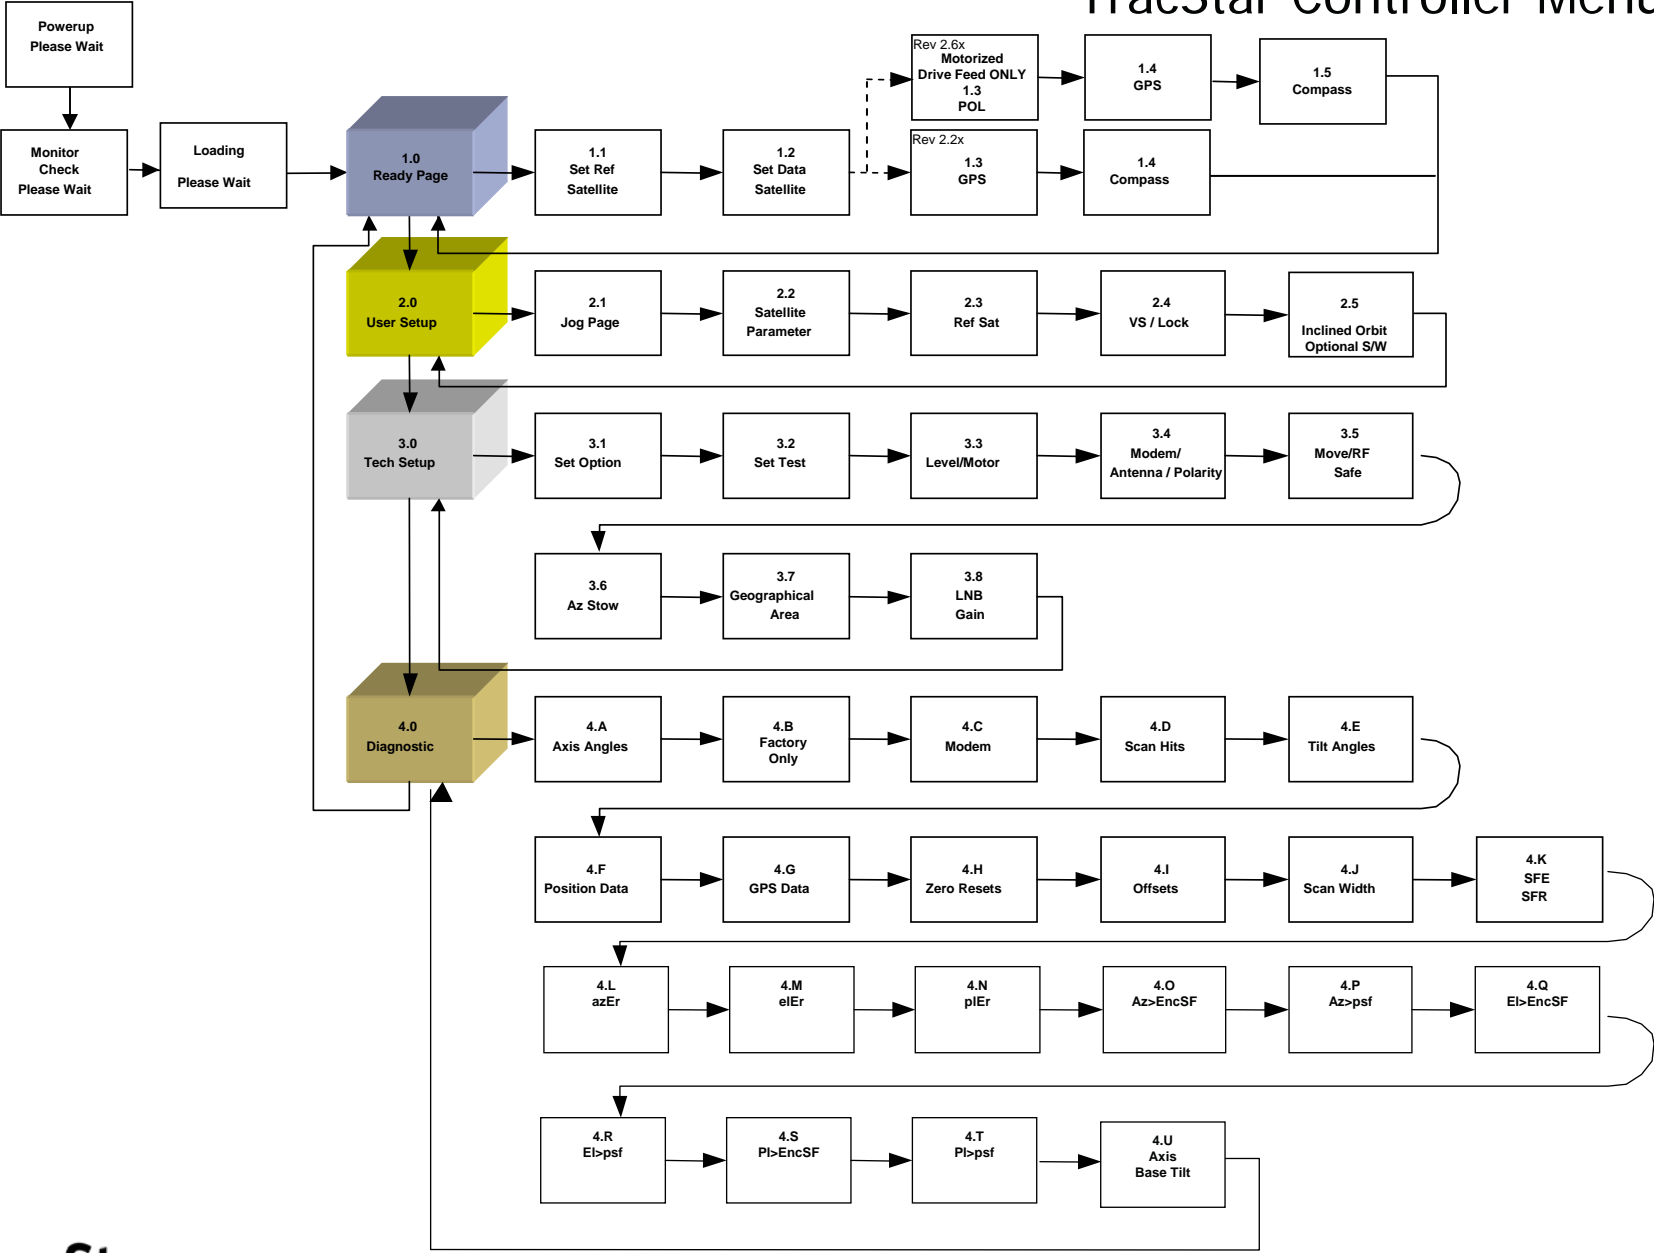 TracStar Controller Menu
Powerup
Please Wait
Monitor
Check
Please Wait
Loading
Please Wait
1.0
Ready Page
1.1
Set Ref
Satellite
1.2
Set Data
Satellite
Rev 2.6x
Motorized
Drive Feed ONLY
1.3
POL
1.4
GPS
1.5
Compass
Rev 2.2x
1.3
GPS
1.4
Compass
2.0
User Setup
2.1
Jog Page
2.2
Satellite
Parameter
2.3
Ref Sat
2.4
VS / Lock
2.5
Inclined Orbit
Optional S/W
3.0
Tech Setup
3.1
Set Option
3.2
Set Test
3.3
Level/Motor
3.4
Modem/
Antenna / Polarity
3.5
Move/RF
Safe
3.6
Az Stow
3.7
Geographical
Area
3.8
LNB
Gain
4.0
Diagnostic
4.A
Axis Angles
4.B
Factory
Only
4.C
Modem
4.D
Scan Hits
4.E
Tilt Angles
4.F
Position Data
4.G
GPS Data
4.H
Zero Resets
4.I
Offsets
4.J
Scan Width
4.K
SFE
SFR
4.L
azEr
4.M
elEr
4.N
plEr
4.O
Az>EncSF
4.P
Az>psf
4.Q
El>EncSF
4.R
El>psf
4.S
Pl>EncSF
4.T
Pl>psf
4.U
Axis
Base Tilt